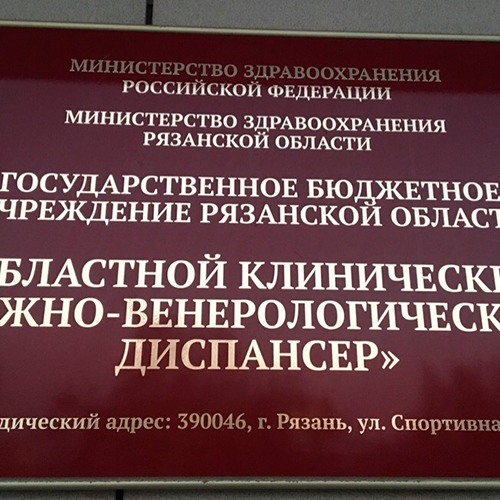 МИНИСТЕРСТВО ЗДРАВООХРАНЕНИЯ
РОССИЙСКОЙ ФЕДЕРАЦИИ
МИНИСТЕРСТВО ЗДРАВООХРАНЕНИЯ
РЯЗАНСКОЙ ОБЛАСТИ
ГОСУДАРСТВЕННОЕ БЮДЖЕТНОЕ
ЧРЕЖДЕНИЕ РЯЗАНСКОЙ ОБЛАСТ
БЛАСТНОЙ КЛИНИЧЕСКИ
ЖНО-ВЕНЕРОЛОГИЧЕСК
ДИСПАНСЕР»
дический адрес: 390046, г. Рязань, ул. Спортивна